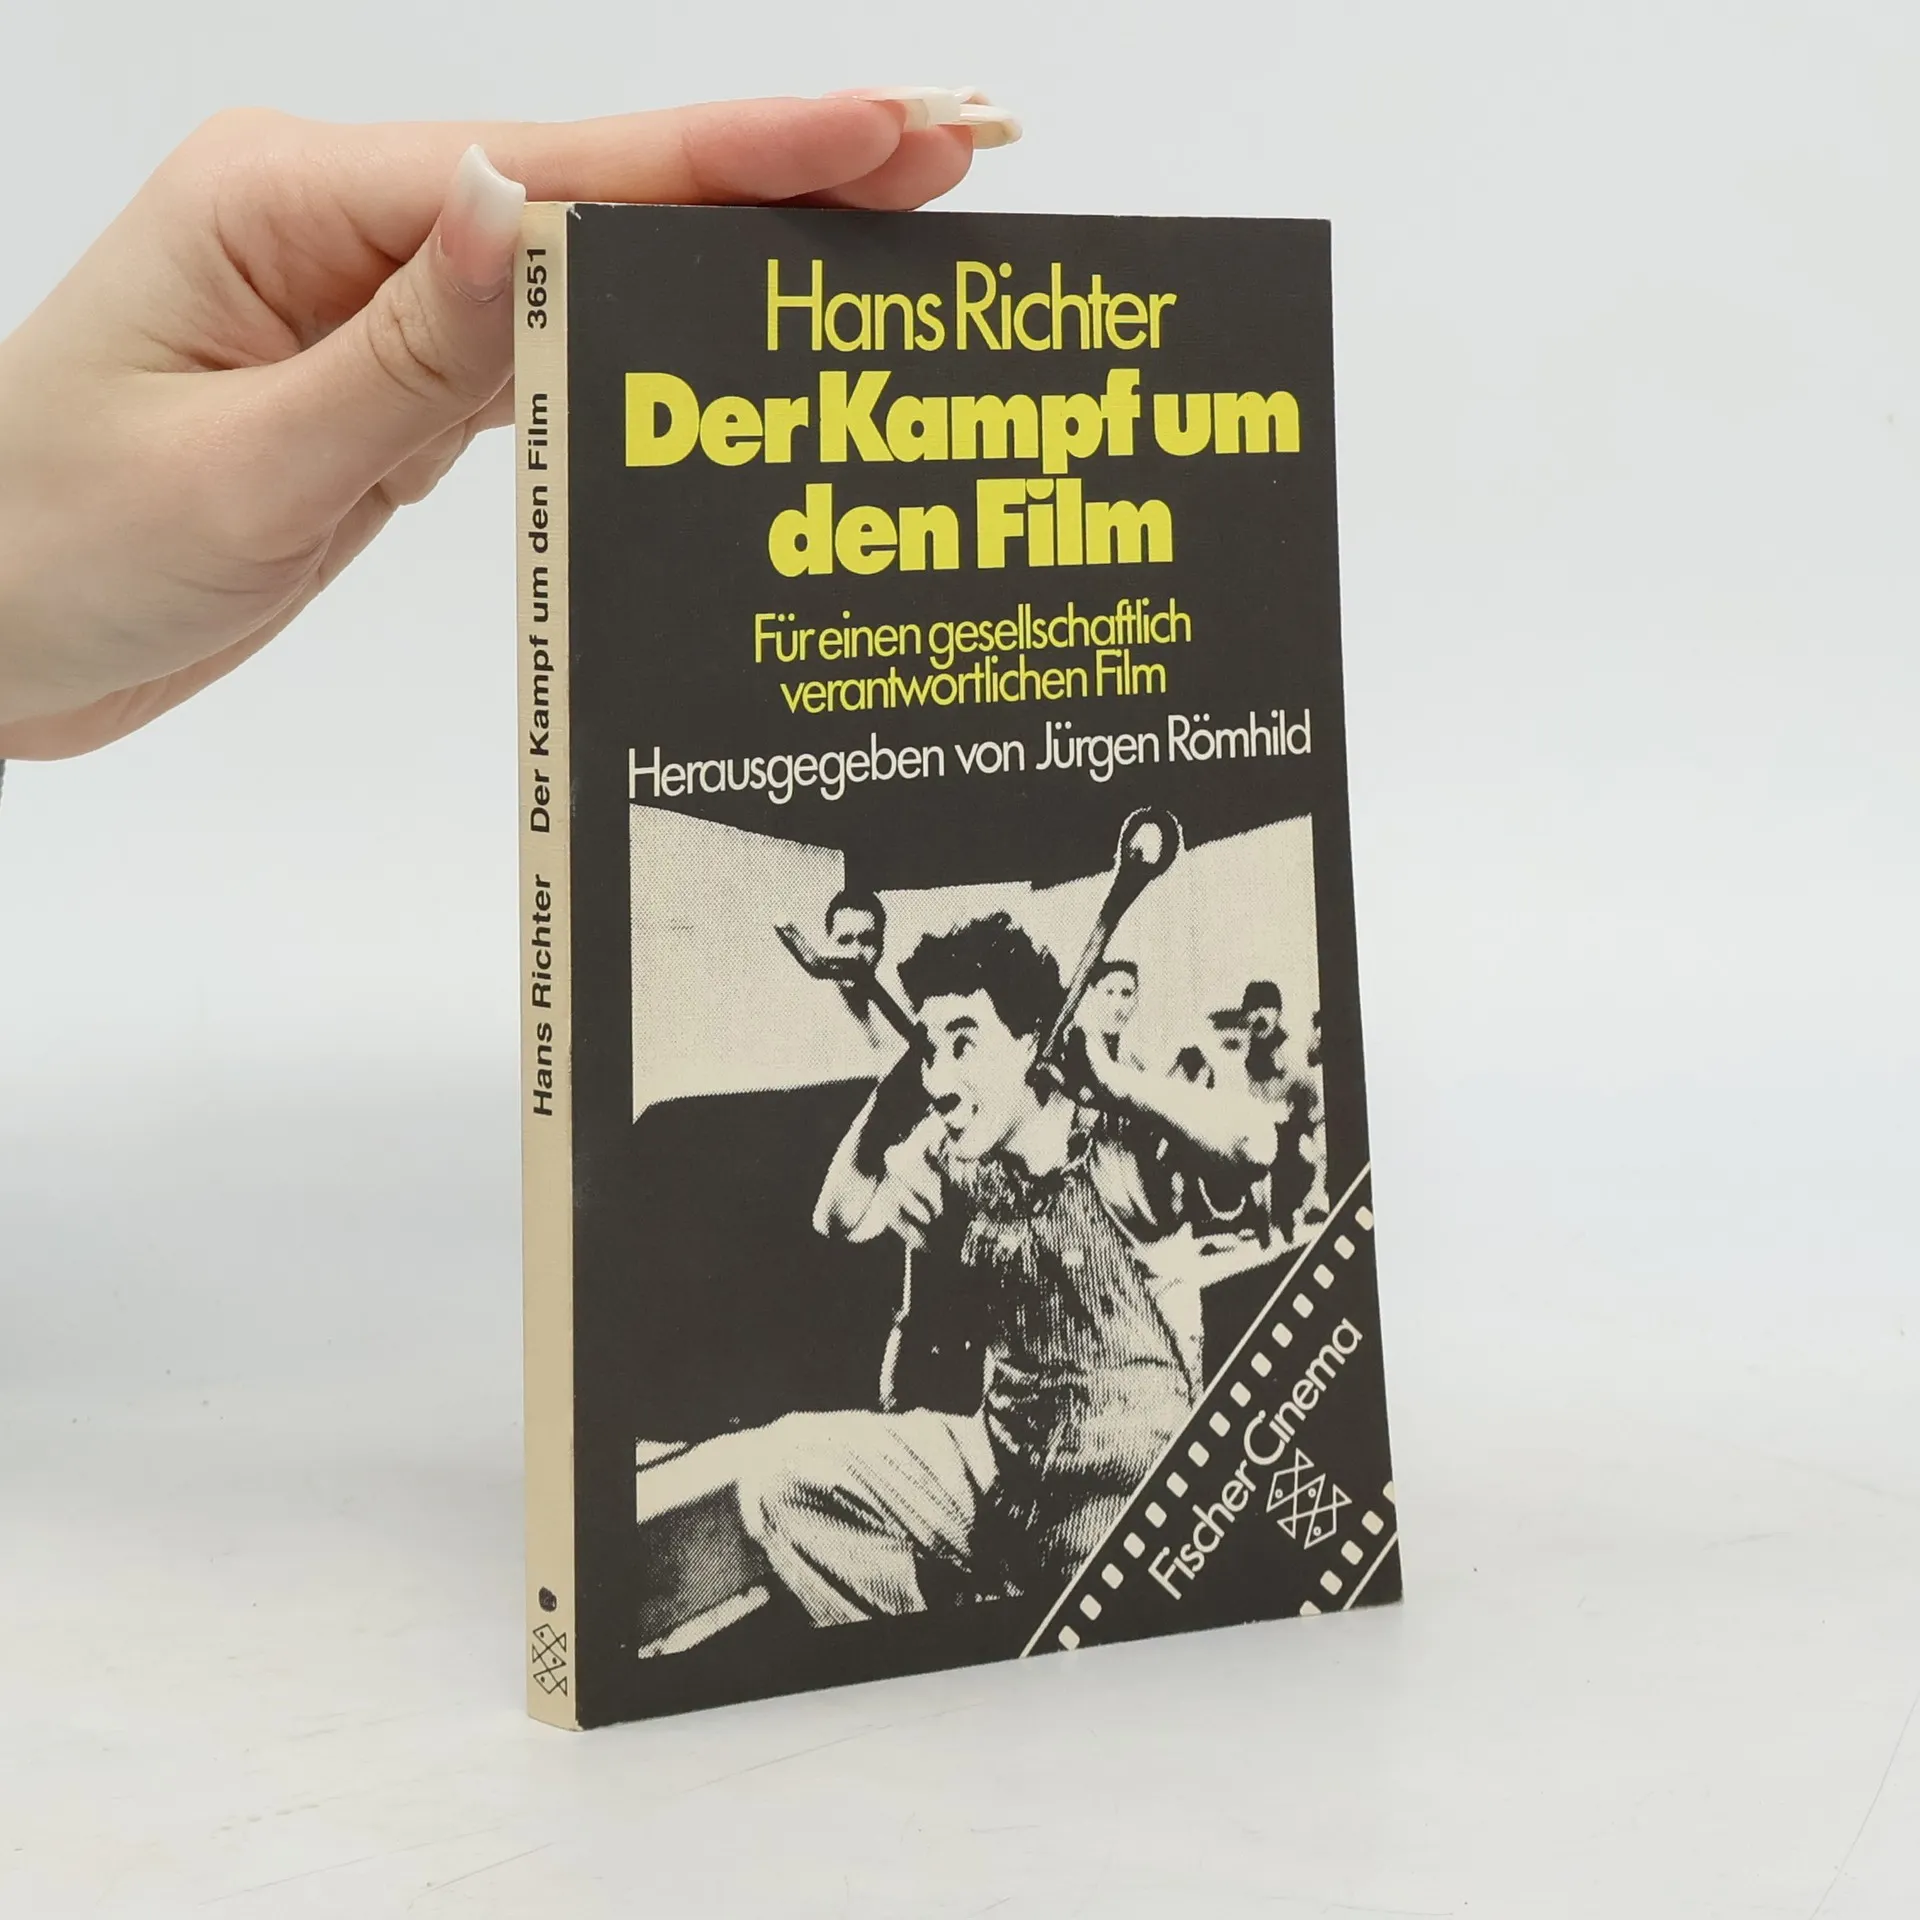 Hans Richter
Der Kampf um
den Film
Für einen gesellschaftlich
verantwortlichen Film
Herausgegeben von Jürgen Römhild
Fischer Cinema
Hans Richter Der Kampf um den Film 3651